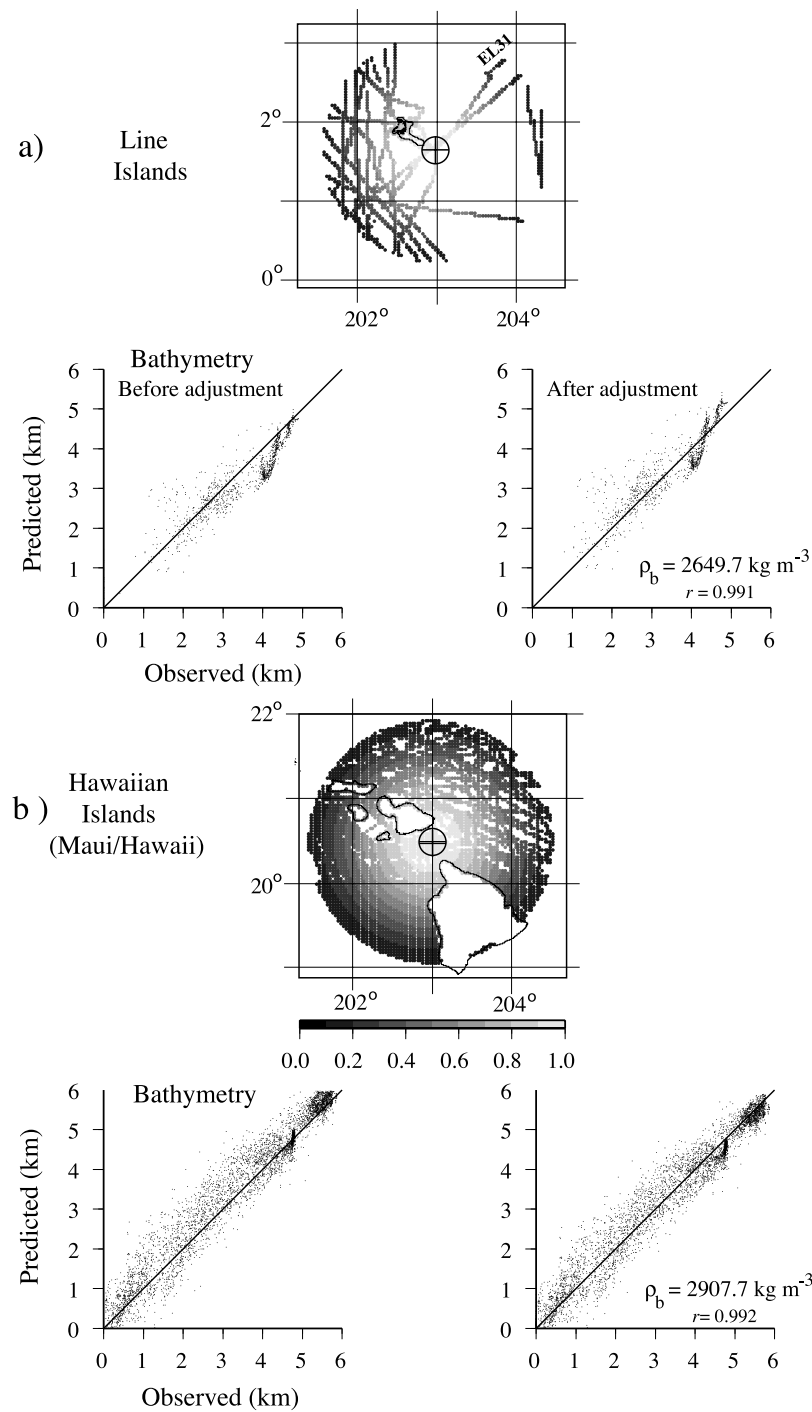 a)
Line
Islands
EL31
2°
0°
202°
204°
Bathymetry
Before adjustment
After adjustment
Predicted (km)
6
5
4
3
2
1
0
0 1 2 3 4 5 6
Observed (km)
6
5
4
3
2
1
0
ρb = 2649.7 kg m-3
r = 0.991
0 1 2 3 4 5 6
b )
Hawaiian
Islands
(Maui/Hawaii)
22°
20°
202°
204°
0.0 0.2 0.4 0.6 0.8 1.0
Bathymetry
Predicted (km)
6
5
4
3
2
1
0
0 1 2 3 4 5 6
Observed (km)
6
5
4
3
2
1
0
ρb = 2907.7 kg m-3
r= 0.992
0 1 2 3 4 5 6